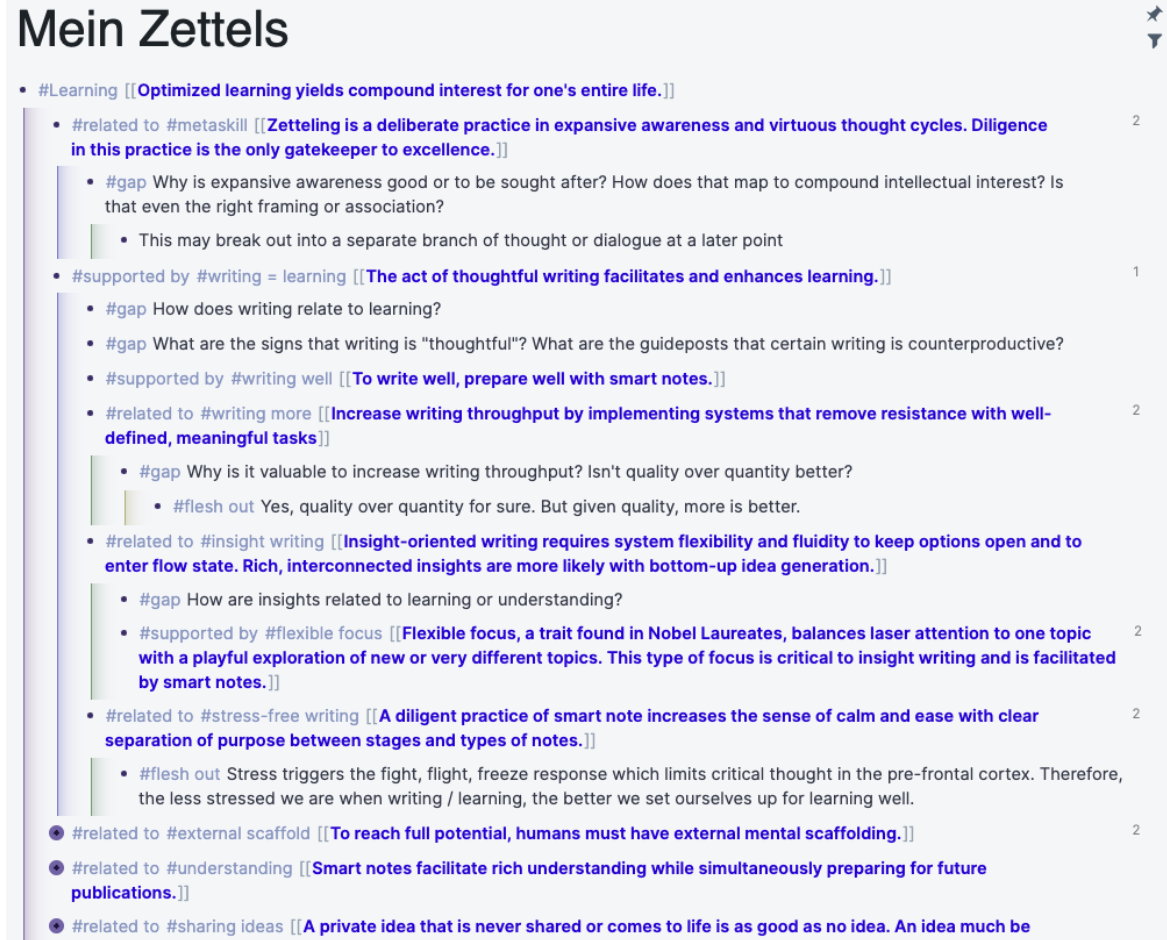 Mein Zettels
#Learning [[Optimized learning yields compound interest for one's entire life.]]
#related to #metaskill [[Zetteling is a deliberate practice in expansive awareness and virtuous thought cycles. Diligence 2
in this practice is the only gatekeeper to excellence.]]
#gap Why is expansive awareness good or to be sought after? How does that map to compound intellectual interest? Is
that even the right framing or association?
This may break out into a separate branch of thought or dialogue at a later point
#supported by #writing = learning [[The act of thoughtful writing facilitates and enhances learning.]] 1
#gap How does writing relate to learning?
#gap What are the signs that writing is "thoughtful"? What are the guideposts that certain writing is counterproductive?
#supported by #writing well [[To write well, prepare well with smart notes.]]
#related to #writing more [[Increase writing throughput by implementing systems that remove resistance with well- 2
defined, meaningful tasks]]
#gap Why is it valuable to increase writing throughput? Isn't quality over quantity better?
#flesh out Yes, quality over quantity for sure. But given quality, more is better.
#related to #insight writing [[Insight-oriented writing requires system flexibility and fluidity to keep options open and to
enter flow state. Rich, interconnected insights are more likely with bottom-up idea generation.]]
#gap How are insights related to learning or understanding?
#supported by #flexible focus [[Flexible focus, a trait found in Nobel Laureates, balances laser attention to one topic 2
with a playful exploration of new or very different topics. This type of focus is critical to insight writing and is facilitated
by smart notes.]]
#related to #stress-free writing [[A diligent practice of smart note increases the sense of calm and ease with clear 2
separation of purpose between stages and types of notes.]]
#flesh out Stress triggers the fight, flight, freeze response which limits critical thought in the pre-frontal cortex. Therefore,
the less stressed we are when writing / learning, the better we set ourselves up for learning well.
#related to #external scaffold [[To reach full potential, humans must have external mental scaffolding.]] 2
#related to #understanding [[Smart notes facilitate rich understanding while simultaneously preparing for future
publications.]]
#related to #sharing ideas [[A private idea that is never shared or comes to life is as good as no idea. An idea much be